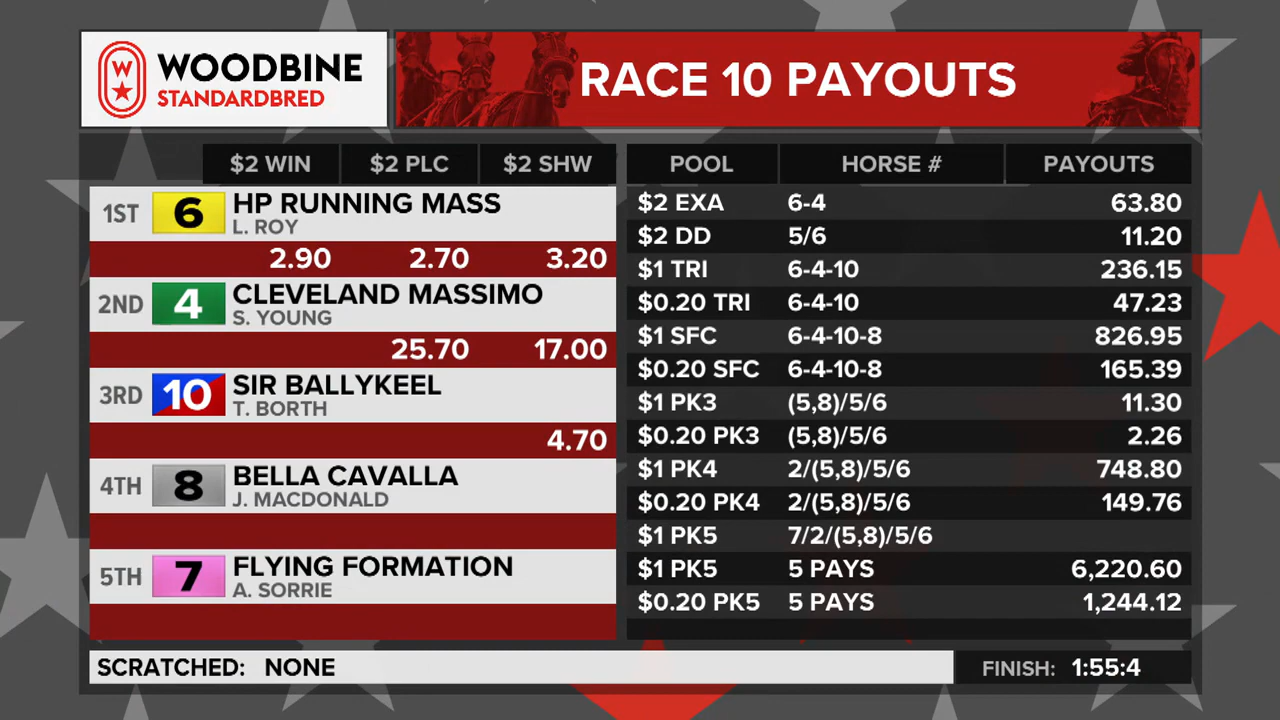 W
WOODBINE
STANDARDBRED
RACE 10 PAYOUTS
$2 WIN $2 PLC $2 SHW
1ST 6 HP RUNNING MASS
L. ROY
2.90 2.70 3.20
2ND 4 CLEVELAND MASSIMO
S. YOUNG
25.70 17.00
3RD 10 SIR BALLYKEEL
T. BORTH
4.70
4TH 8 BELLA CAVALLA
J. MACDONALD
5TH 7 FLYING FORMATION
A. SORRIE
POOL HORSE # PAYOUTS
$2 EXA 6-4 63.80
$2 DD 5/6 11.20
$1 TRI 6-4-10 236.15
$0.20 TRI 6-4-10 47.23
$1 SFC 6-4-10-8 826.95
$0.20 SFC 6-4-10-8 165.39
$1 PK3 (5,8)/5/6 11.30
$0.20 PK3 (5,8)/5/6 2.26
$1 PK4 2/(5,8)/5/6 748.80
$0.20 PK4 2/(5,8)/5/6 149.76
$1 PK5 7/2/(5,8)/5/6
$1 PK5 5 PAYS 6,220.60
$0.20 PK5 5 PAYS 1,244.12
SCRATCHED: NONE
FINISH: 1:55:4